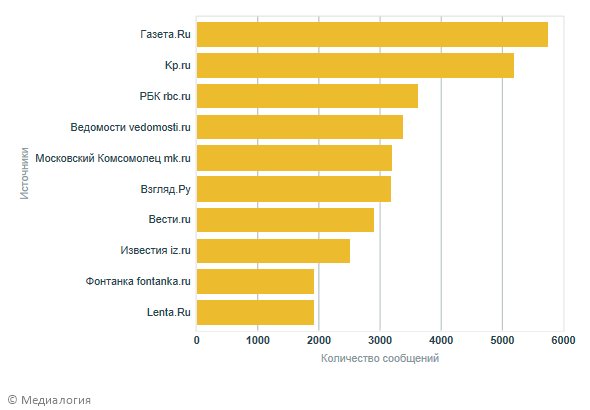 Газета.Ru
Kp.ru
РБК rbc.ru
Ведомости vedomosti.ru
Московский Комсомолец mk.ru
Взгляд.Ру
Вести.ru
Известия iz.ru
Фонтанка fontanka.ru
Lenta.Ru
Источники
0 1000 2000 3000 4000 5000 6000
Количество сообщений
© Медиалогия